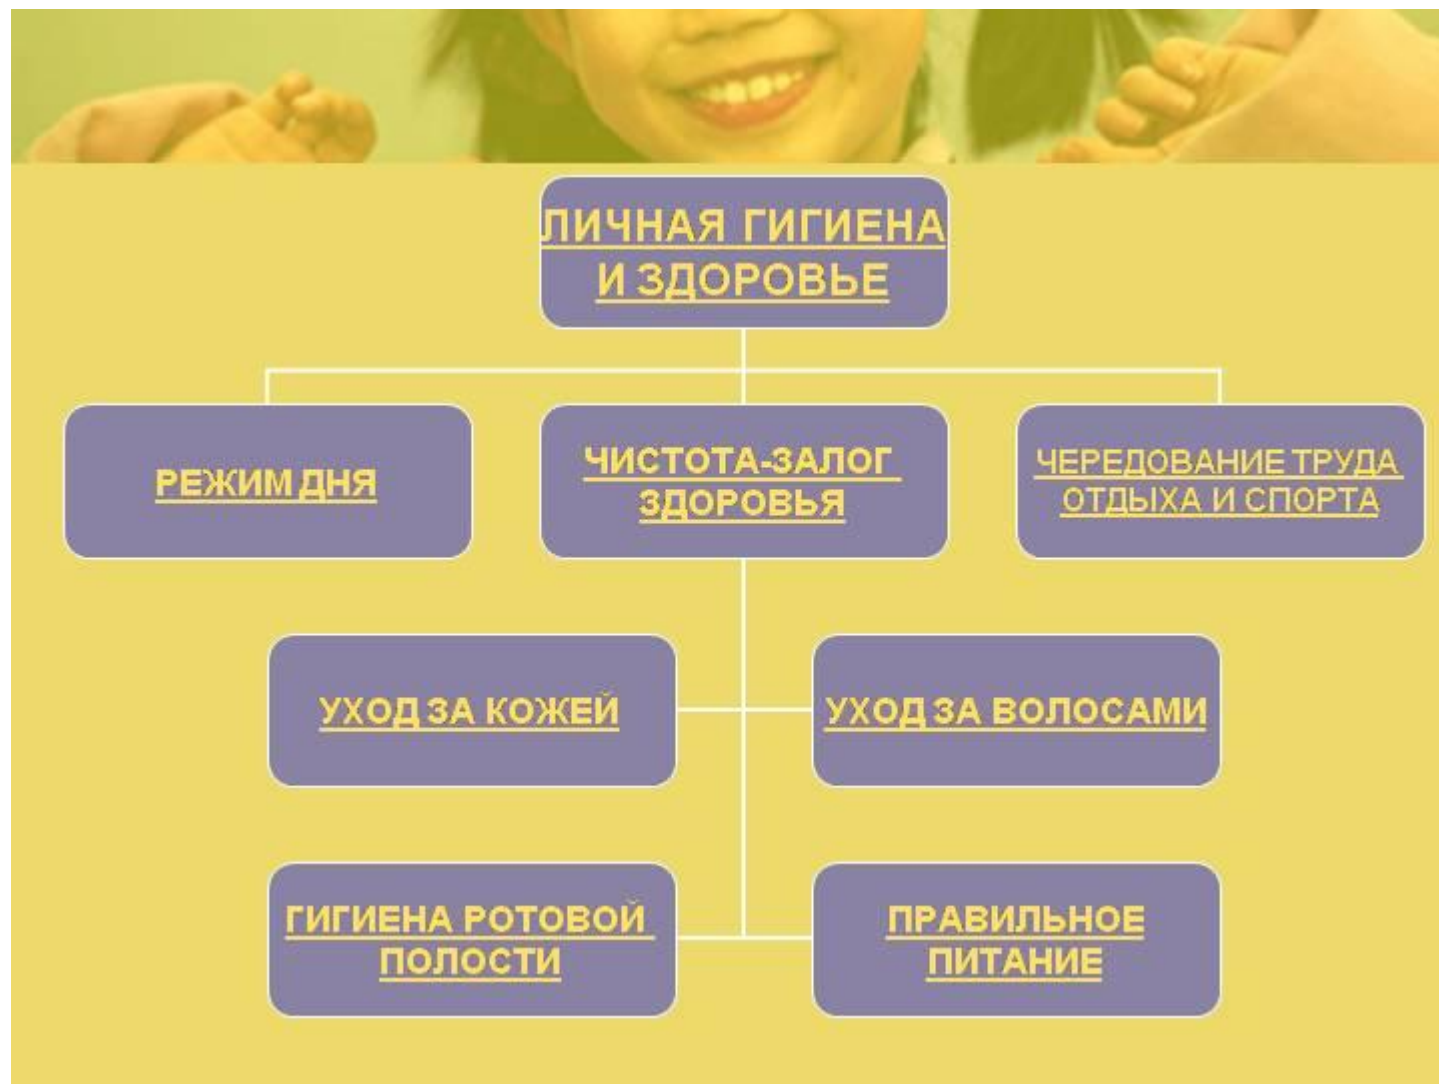 ЛИЧНАЯ ГИГИЕНА
И ЗДОРОВЬЕ
РЕЖИМ ДНЯ
ЧИСТОТА-ЗАЛОГ
ЗДОРОВЬЯ
ЧЕРЕДОВАНИЕ ТРУДА
ОТДЫХА И СПОРТА
УХОД ЗА КОЖЕЙ
УХОД ЗА ВОЛОСАМИ
ГИГИЕНА РОТОВОЙ
ПОЛОСТИ
ПРАВИЛЬНОЕ
ПИТАНИЕ